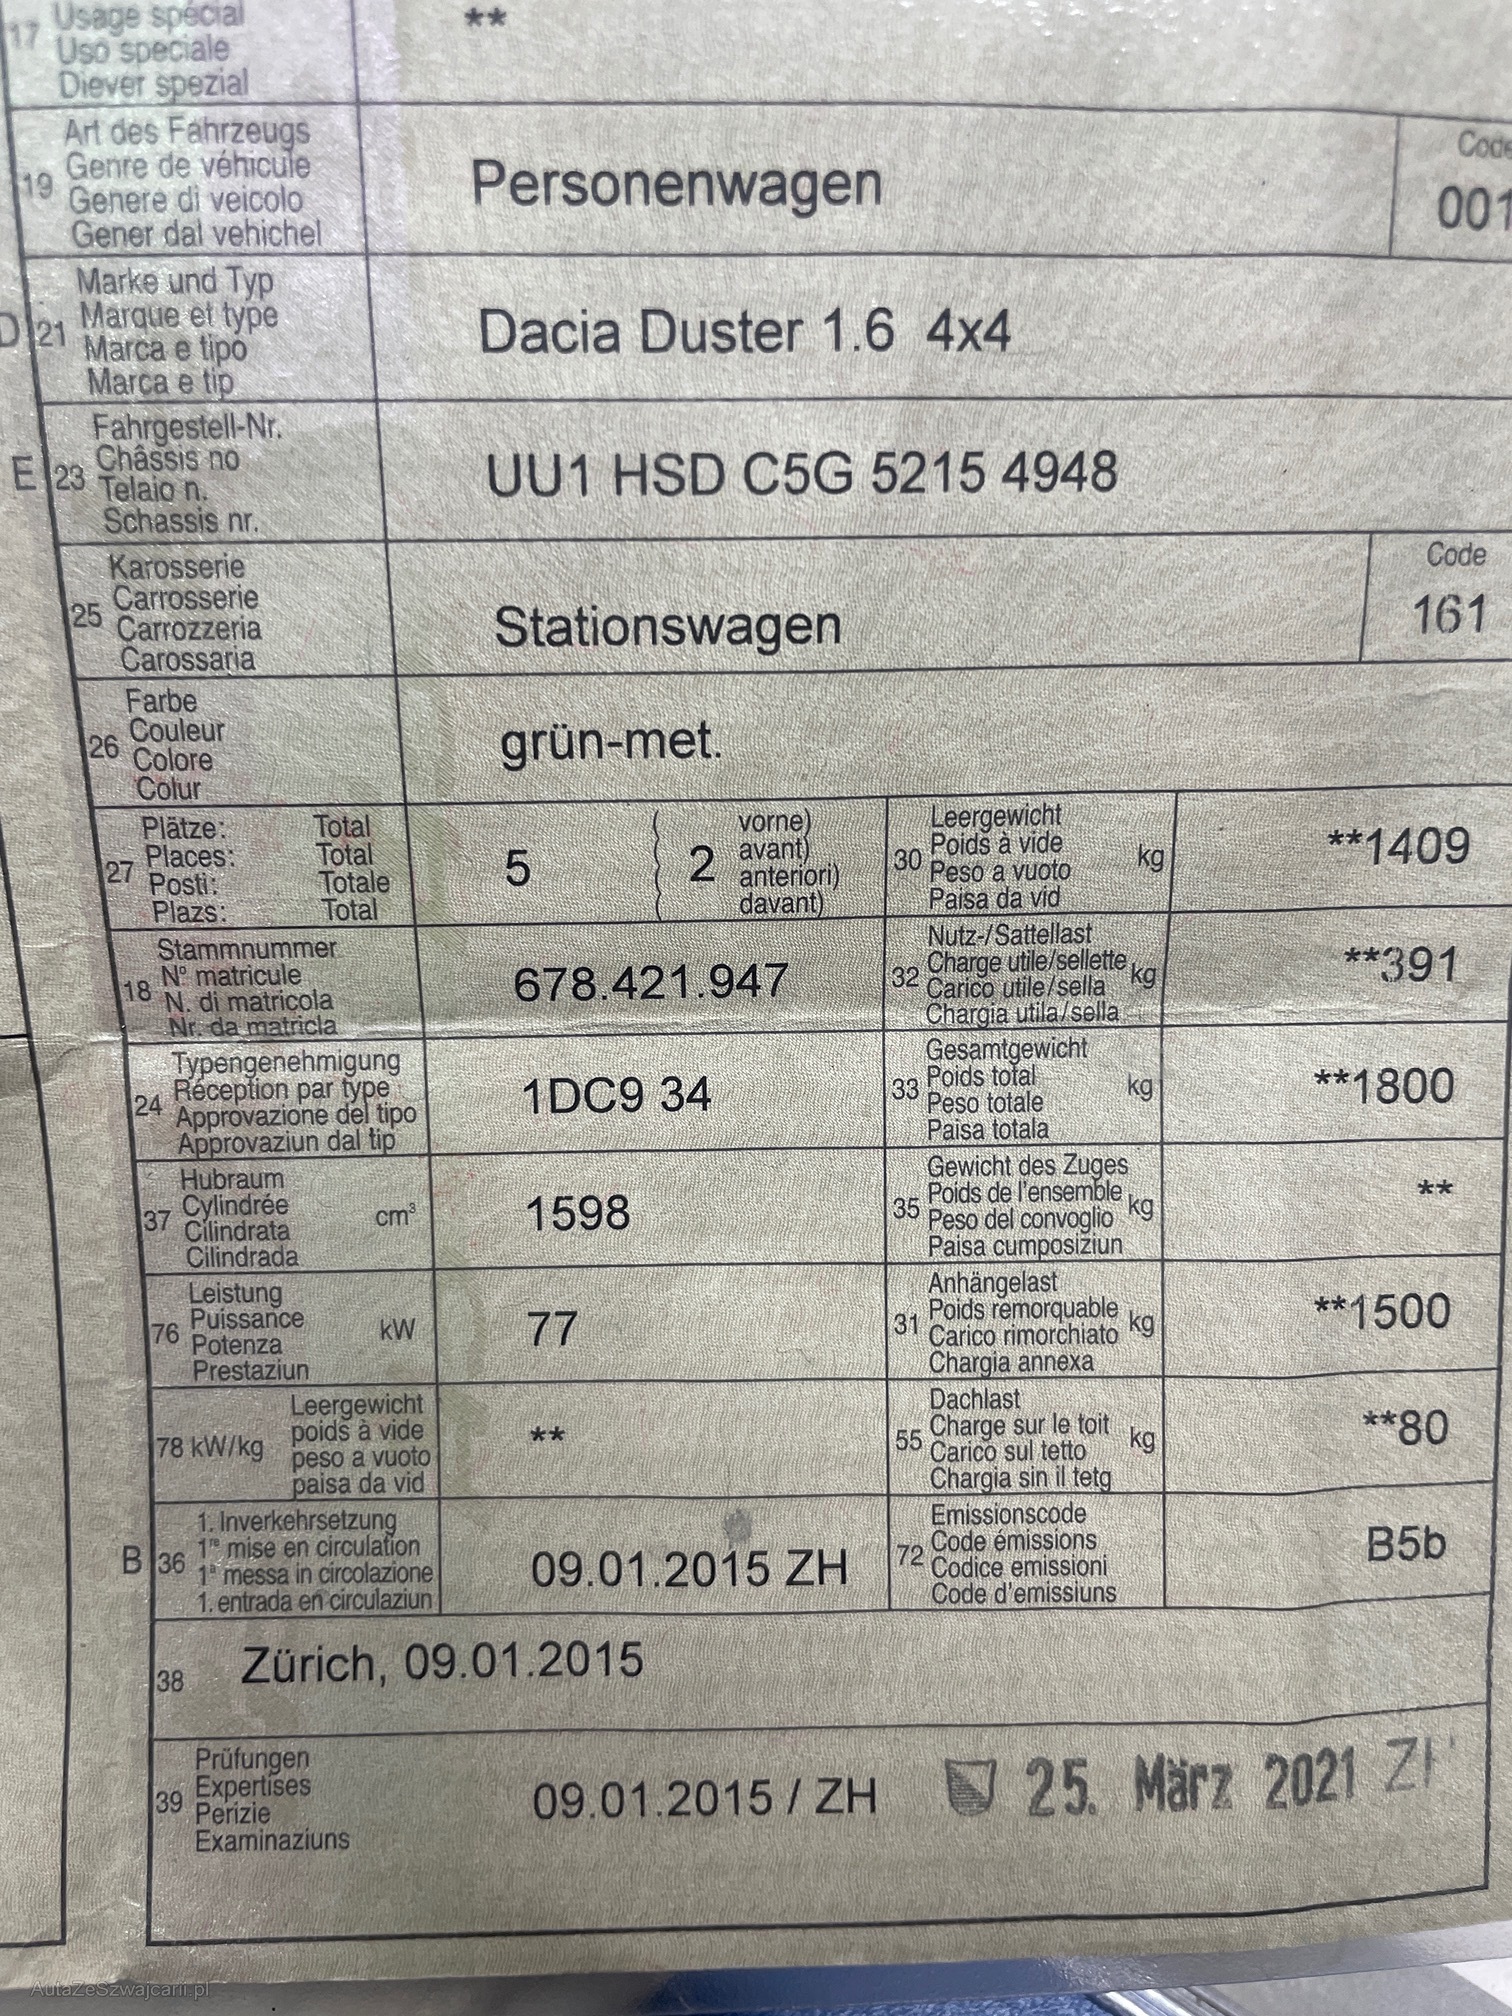 17 Usage spécial **
Uso speciale
Diever spezial
Art des Fahrzeugs
Genre de véhicule
19 Genere di veicolo
Gener dal vehichel
Personenwagen
Code
001
Marke und Typ
D 21 Marque et type
Marca e tipo
Marca e tip
Dacia Duster 1.6 4x4
Fahrgestell-Nr.
E 23 Châssis no
Telaio n.
Schassis nr.
UU1 HSD C5G 5215 4948
Karosserie
25 Carrosserie
Carrozzeria
Carossaria
Stationswagen
Code
161
Farbe
26 Couleur
Colore
Colur
grün-met.
Plätze: Total
27 Places: Total
Posti: Totale
Plazs: Total
5 2
vorne)
avant)
anteriori)
davant)
Leergewicht
30 Poids à vide kg
Peso a vuoto
Paisa da vid
**1409
Stammnummer
18 N° matricule
N. di matricola
Nr. da matricla
678.421.947
Nutz-/Sattellast
32 Charge utile/sellette kg
Carico utile/sella
Chargia utila/sella
**391
Typengenehmigung
24 Réception par type
Approvazione del tipo
Approvaziun dal tip
1DC9 34
Gesamtgewicht
33 Poids total kg
Peso totale
Paisa totala
**1800
Hubraum
37 Cylindrée cm³
Cilindrata
Cilindrada
1598
Gewicht des Zuges
35 Poids de l'ensemble kg
Peso del convoglio
Paisa cumposiziun
**
Leistung
76 Puissance kW
Potenza
Prestaziun
77
Anhängelast
31 Poids remorquable kg
Carico rimorchiato
Chargia annexa
**1500
Leergewicht
78 kW/kg poids à vide
peso a vuoto
paisa da vid
**
Dachlast
55 Charge sur le toit kg
Carico sul tetto
Chargia sin il tetg
**80
1. Inverkehrsetzung
B 36 1re mise en circulation
1a messa in circolazione
1. entrada en circulaziun
09.01.2015 ZH
Emissionscode
72 Code émissions
Codice emissioni
Code d'emissiuns
B5b
38 Zürich, 09.01.2015
Prüfungen
39 Expertises
Perizie
Examinaziuns
09.01.2015 / ZH 25. März 2021 ZH
AutaZeSzwajcarii.pl